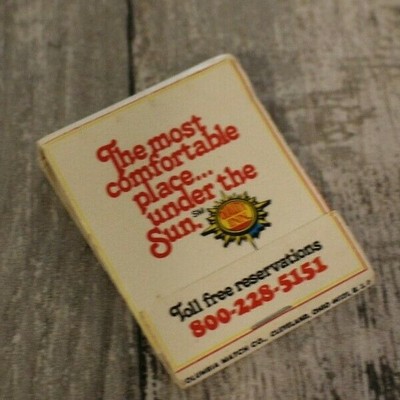 The most
comfortable
place...
under the
Sun.℠
Toll free reservations
800-228-5151
COLUMBIA MATCH CO., CLEVELAND, OHIO